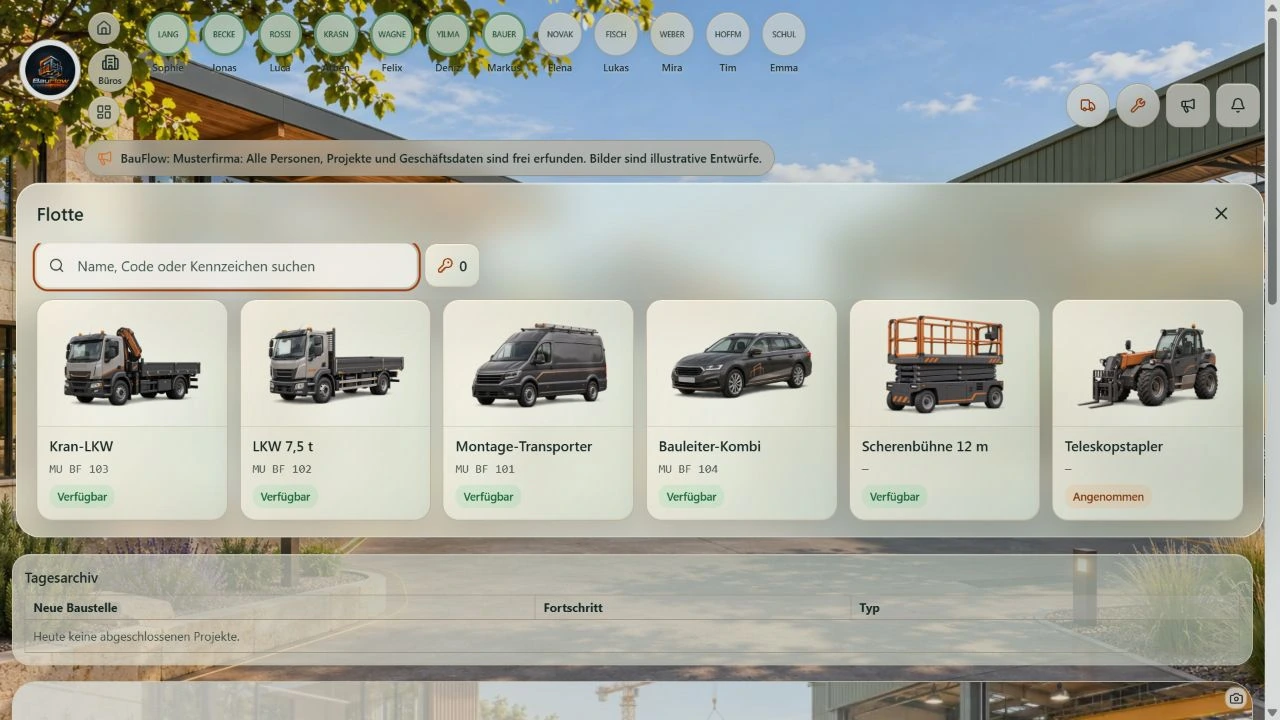 LANG
BECKE
ROSSI
KRASN
WAGNE
YILMA
BAUER
NOVAK
FISCH
WEBER
HOFFM
SCHUL
Sophie
Jonas
Luca
Felix
Deniz
Markus
Elena
Lukas
Mira
Tim
Emma
BauFlow
Büros
BauFlow: Musterfirma: Alle Personen, Projekte und Geschäftsdaten sind frei erfunden. Bilder sind illustrative Entwürfe.
Flotte
Name, Code oder Kennzeichen suchen
0
Kran-LKW
MU BF 103
Verfügbar
LKW 7,5 t
MU BF 102
Verfügbar
Montage-Transporter
MU BF 101
Verfügbar
Bauleiter-Kombi
MU BF 104
Verfügbar
Scherenbühne 12 m
–
Verfügbar
Teleskopstapler
–
Angenommen
Tagesarchiv
Neue Baustelle
Fortschritt
Typ
Heute keine abgeschlossenen Projekte.